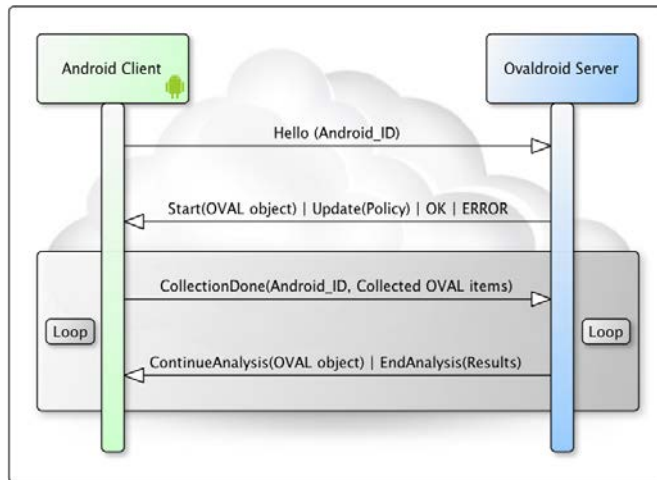 Android Client
Ovaldroid Server
Hello (Android_ID)
Start(OVAL object) | Update(Policy) | OK | ERROR
CollectionDone(Android_ID, Collected OVAL items)
Loop
Loop
ContinueAnalysis(OVAL object) | EndAnalysis(Results)